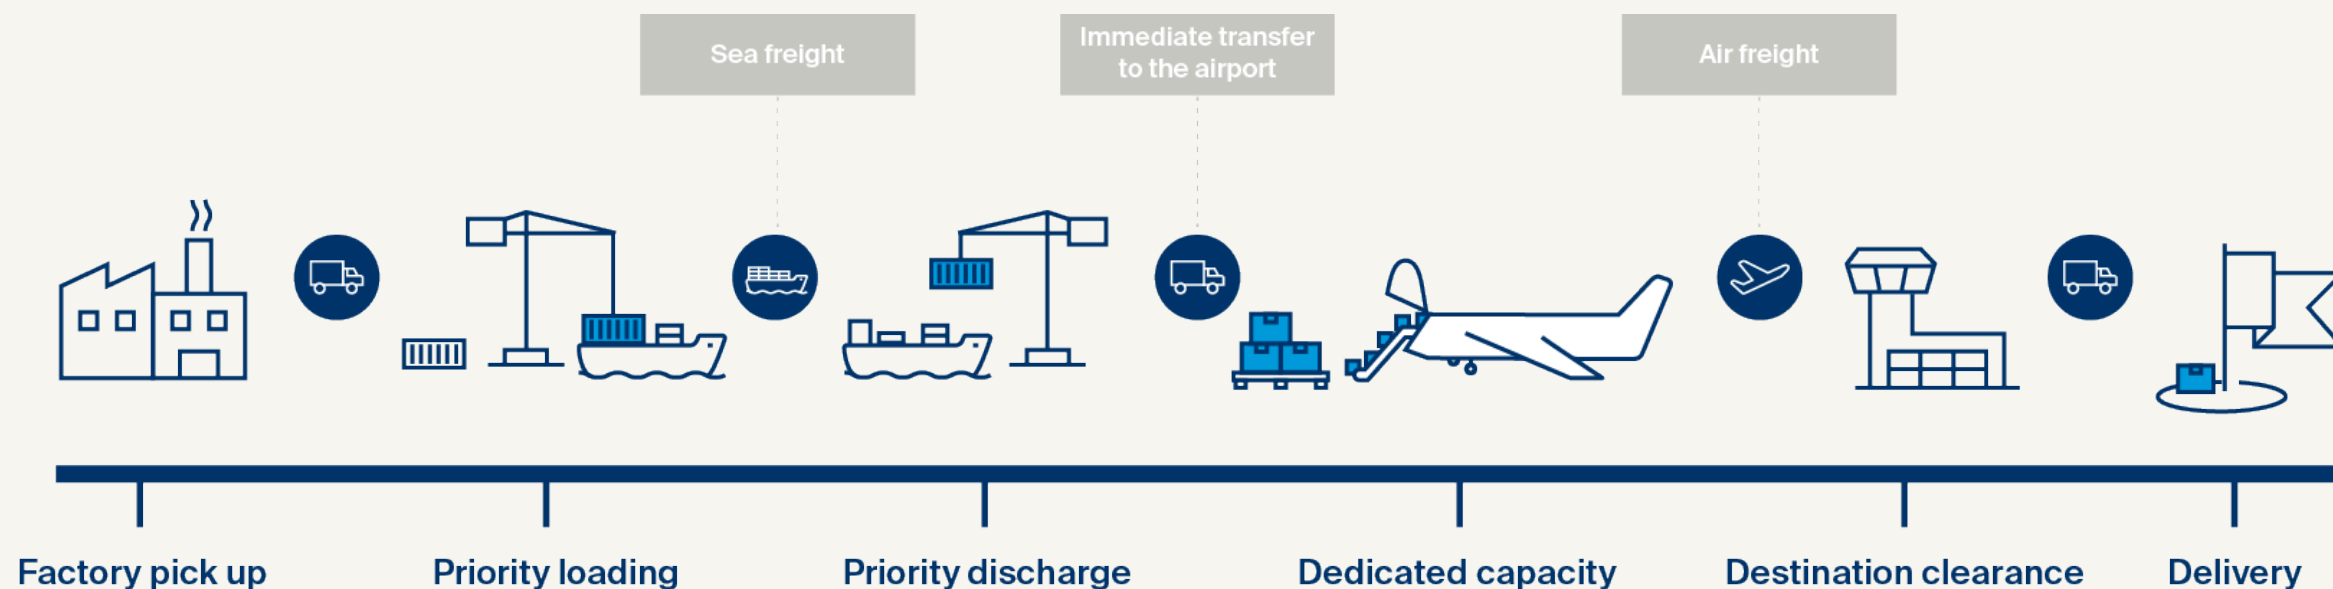 Sea freight
Immediate transfer
to the airport
Air freight
Factory pick up
Priority loading
Priority discharge
Dedicated capacity
Destination clearance
Delivery